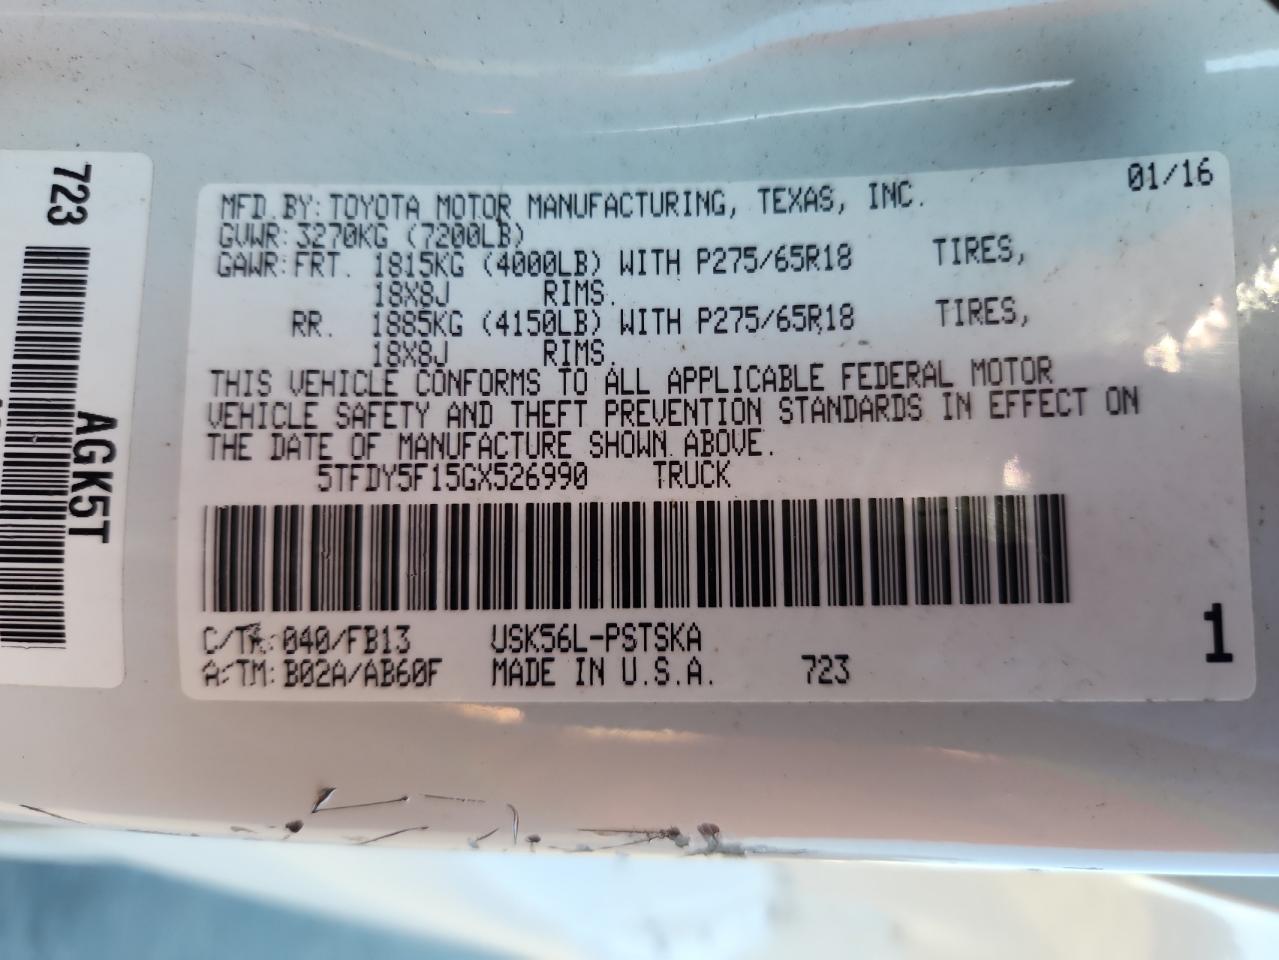 723
AGK5T
01/16
MFD. BY: TOYOTA MOTOR MANUFACTURING, TEXAS, INC.
GVWR: 3270KG (7200LB)
GAWR: FRT. 1815KG (4000LB) WITH P275/65R18 TIRES,
18X8J RIMS.
RR. 1885KG (4150LB) WITH P275/65R18 TIRES,
18X8J RIMS.
THIS VEHICLE CONFORMS TO ALL APPLICABLE FEDERAL MOTOR
VEHICLE SAFETY AND THEFT PREVENTION STANDARDS IN EFFECT ON
THE DATE OF MANUFACTURE SHOWN ABOVE.
5TFDY5F15GX526990 TRUCK
C/TR: 040/FB13 USK56L-PSTSKA
A/TM: B02A/AB60F MADE IN U.S.A. 723
1